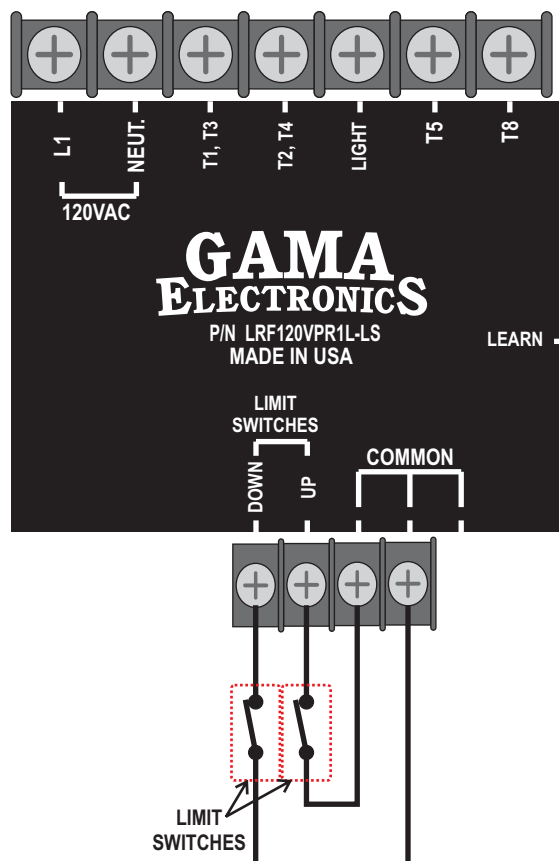 L1
NEUT.
T1, T3
T2, T4
LIGHT
T5
T8
120VAC
GAMA
ELECTRONICS
P/N LRF120VPR1L-LS
MADE IN USA
LEARN
LIMIT
SWITCHES
DOWN
UP
COMMON
LIMIT
SWITCHES